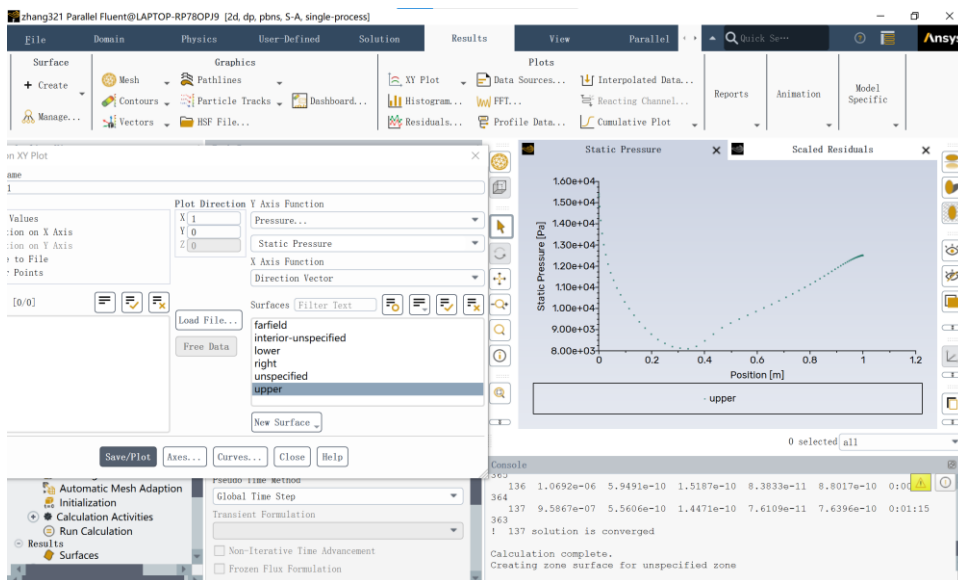 zhang321 Parallel Fluent@LAPTOP-RP78OPJ9 [2d, dp, pbns, S-A, single-process]
File Domain Physics User-Defined Solution Results View Parallel Quick Se··· Ansys
Surface Graphics Plots
+ Create Mesh Pathlines XY Plot Data Sources... Interpolated Data...
Contours Particle Tracks Dashboard... Histogram... FFT... Reacting Channel... Reports Animation Model Specific
Manage... Vectors HSF File... Residuals... Profile Data... Cumulative Plot
on XY Plot
ame
1
Plot Direction Y Axis Function
Values X 1 Pressure...
ion on X Axis Y 0
ion on Y Axis Z 0 Static Pressure
e to File X Axis Function
r Points Direction Vector
[0/0] Surfaces Filter Text
Load File...
Free Data
farfield
interior-unspecified
lower
right
unspecified
upper
New Surface
Save/Plot Axes... Curves... Close Help
Static Pressure Scaled Residuals
1.60e+04
1.50e+04
1.40e+04
1.30e+04
1.20e+04
1.10e+04
1.00e+04
9.00e+03
8.00e+03
Static Pressure [Pa]
0 0.2 0.4 0.6 0.8 1 1.2
Position [m]
upper
0 selected all
Automatic Mesh Adaption
Initialization
Calculation Activities
Run Calculation
Results
Surfaces
Pseudo Time Method
Global Time Step
Transient Formulation
Non-Iterative Time Advancement
Frozen Flux Formulation
Console
365
136 1.0692e-06 5.9491e-10 1.5187e-10 8.3833e-11 8.8017e-10 0:00
364
137 9.5867e-07 5.5606e-10 1.4471e-10 7.6109e-11 7.6396e-10 0:01:15
363
! 137 solution is converged
Calculation complete.
Creating zone surface for unspecified zone